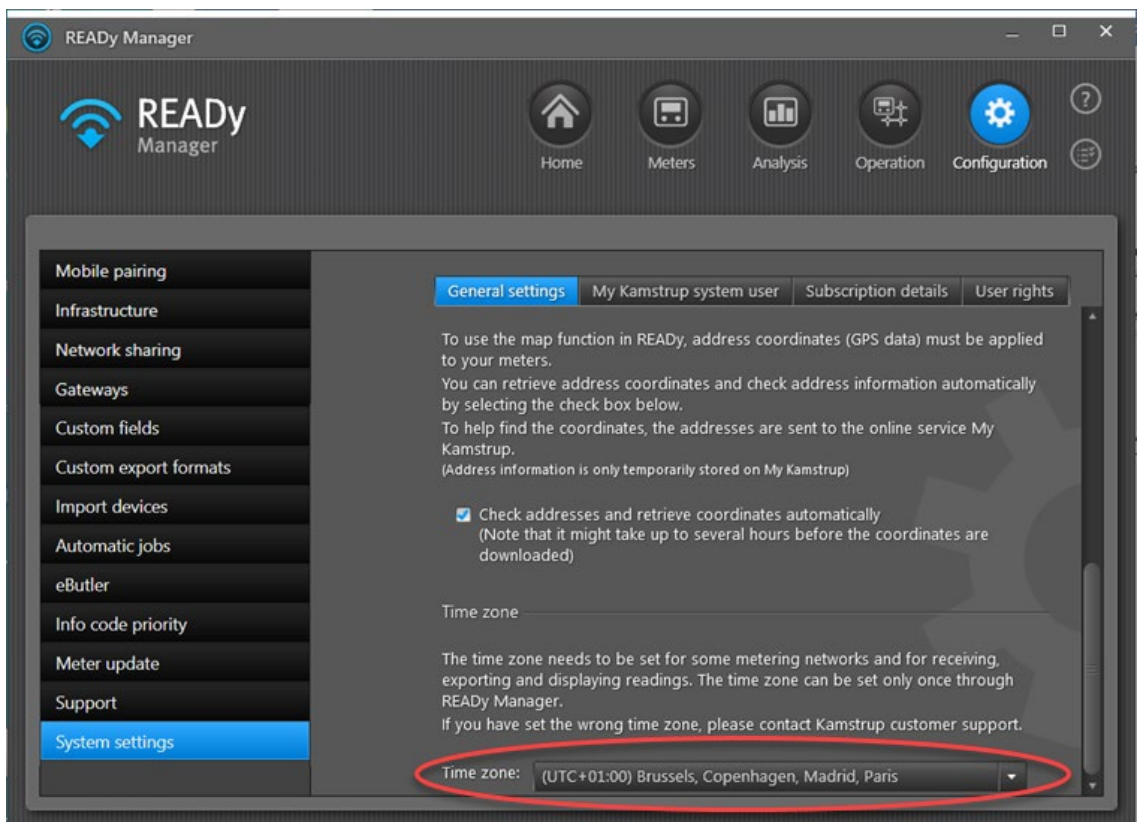 READy Manager
READy
Manager
Home
Meters
Analysis
Operation
Configuration
?
Mobile pairing
Infrastructure
Network sharing
Gateways
Custom fields
Custom export formats
Import devices
Automatic jobs
eButler
Info code priority
Meter update
Support
System settings
General settings
My Kamstrup system user
Subscription details
User rights
To use the map function in READy, address coordinates (GPS data) must be applied
to your meters.
You can retrieve address coordinates and check address information automatically
by selecting the check box below.
To help find the coordinates, the addresses are sent to the online service My
Kamstrup.
(Address information is only temporarily stored on My Kamstrup)
Check addresses and retrieve coordinates automatically
(Note that it might take up to several hours before the coordinates are
downloaded)
Time zone
The time zone needs to be set for some metering networks and for receiving,
exporting and displaying readings. The time zone can be set only once through
READy Manager.
If you have set the wrong time zone, please contact Kamstrup customer support.
Time zone: (UTC+01:00) Brussels, Copenhagen, Madrid, Paris